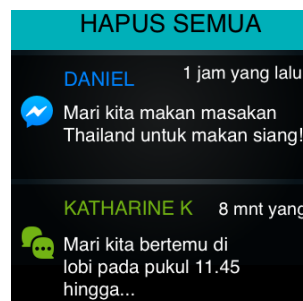 HAPUS SEMUA
DANIEL 1 jam yang lalu
Mari kita makan masakan
Thailand untuk makan siang!
KATHARINE K 8 mnt yang
Mari kita bertemu di
lobi pada pukul 11.45
hingga...